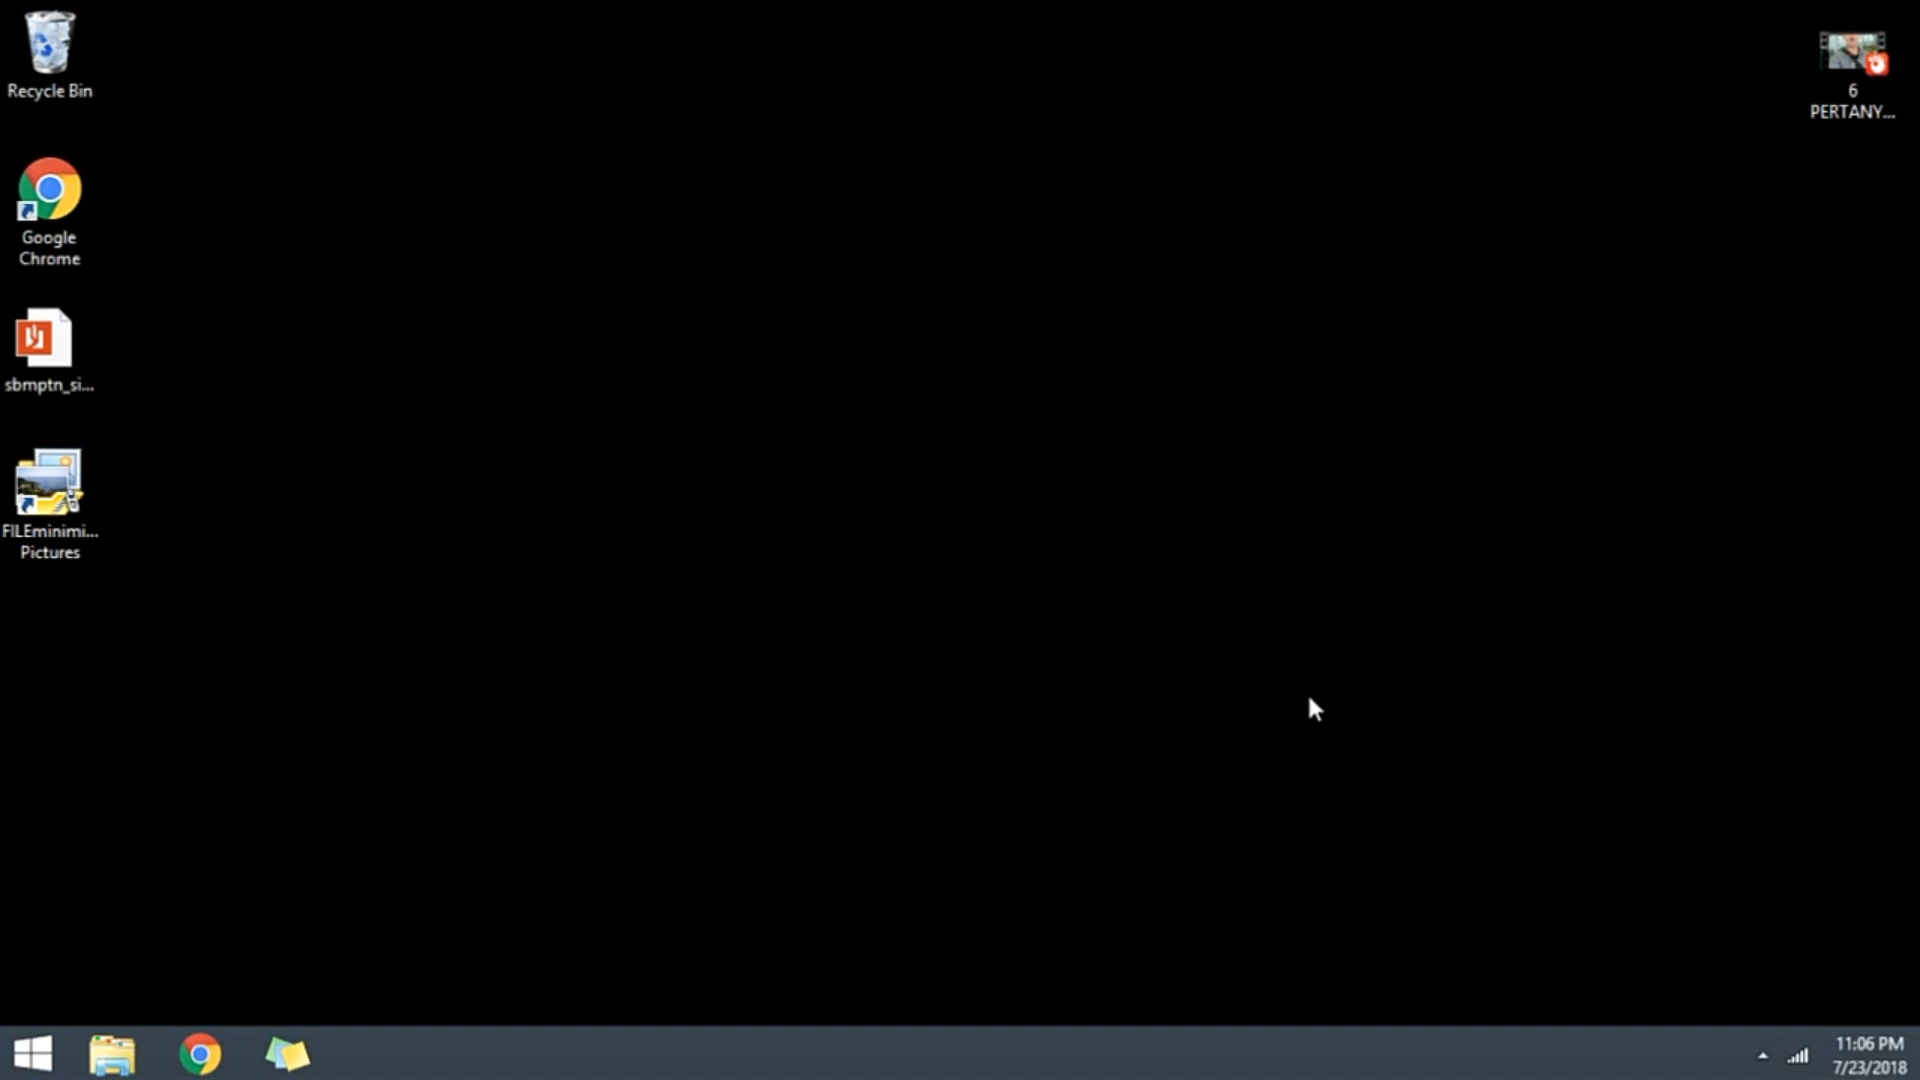 Recycle Bin
Google
Chrome
sbmptn_si...
FILEminimi...
Pictures
6
PERTANY...
11:06 PM
7/23/2018